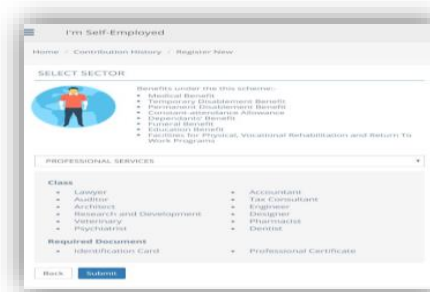 I'm Self-Employed
Home / Contribution History / Register New
SELECT SECTOR
Benefits under the this scheme:-
Medical Benefit
Temporary Disablement Benefit
Permanent Disablement Benefit
Constant-attendance Allowance
Dependants' Benefit
Funeral Benefit
Education Benefit
Facilities for Physical, Vocational Rehabilitation and Return To
Work Programs
PROFESSIONAL SERVICES
Class
Lawyer
Auditor
Architect
Research and Development
Veterinary
Psychiatrist
Accountant
Tax Consultant
Engineer
Designer
Pharmacist
Dentist
Required Document
Identification Card
Professional Certificate
Back
Submit